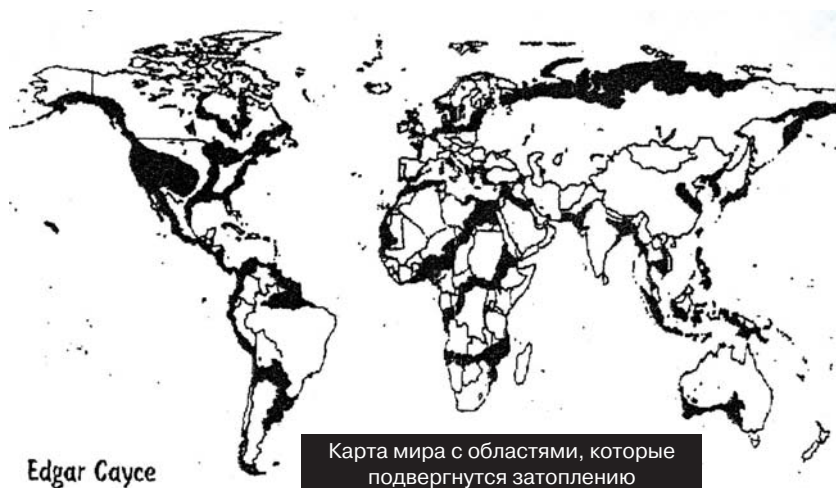 Edgar Cayce
Карта мира с областями, которые
подвергнутся затоплению